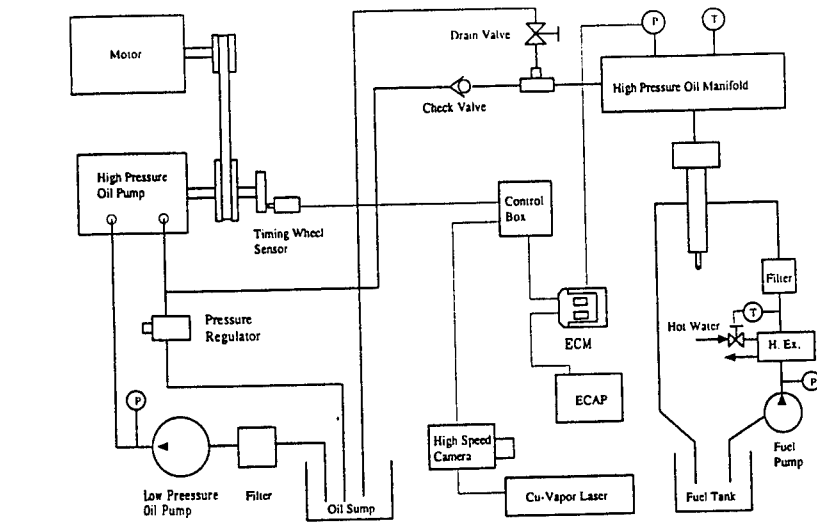 Motor
Drain Valve
P
T
High Pressure Oil Manifold
Check Valve
High Pressure
Oil Pump
Timing Wheel
Sensor
Control
Box
Filter
Hot Water
T
H. Ex.
P
Pressure
Regulator
ECM
ECAP
P
High Speed
Camera
Fuel
Pump
Low Preessure
Oil Pump
Filter
Oil Sump
Cu-Vapor Laser
Fuel Tank